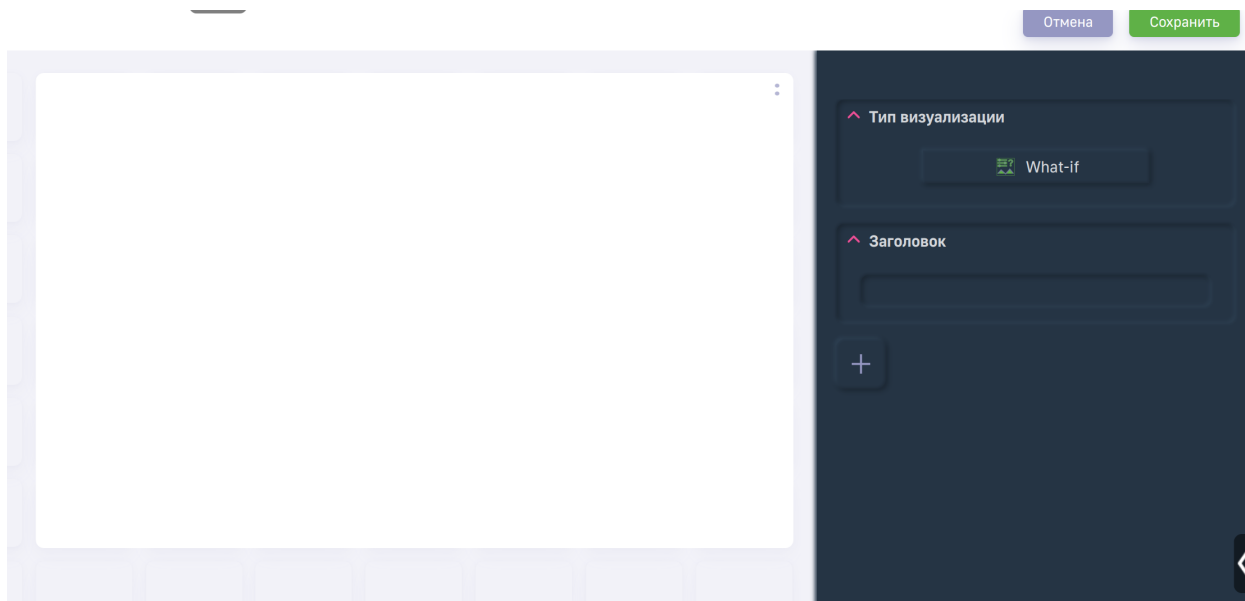 Отмена
Сохранить
Тип визуализации
What-if
Заголовок